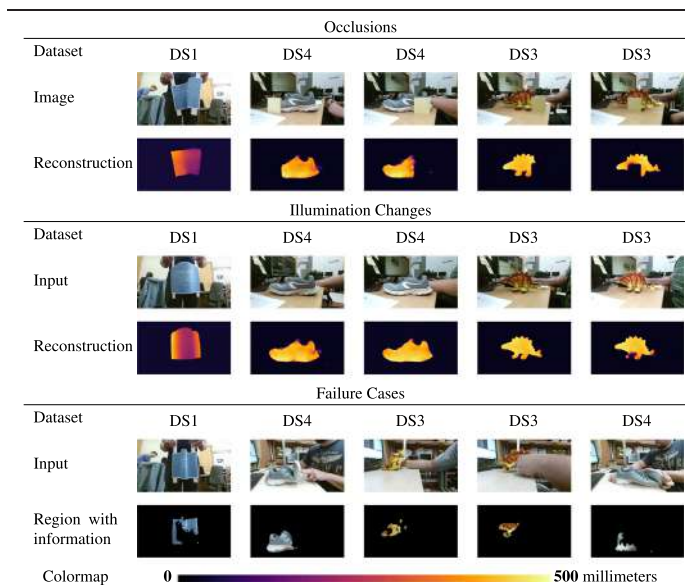 Occlusions
Dataset DS1 DS4 DS4 DS3 DS3
Image
Reconstruction
Illumination Changes
Dataset DS1 DS4 DS4 DS3 DS3
Input
Reconstruction
Failure Cases
Dataset DS1 DS4 DS3 DS3 DS4
Input
Region with
information
Colormap 0 500 millimeters